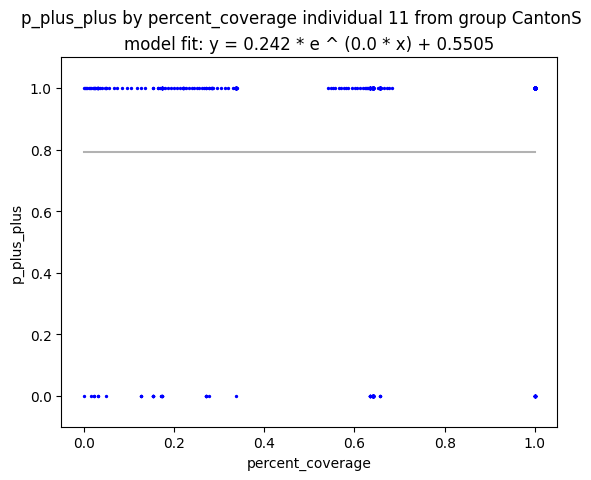 p_plus_plus by percent_coverage individual 11 from group CantonS
model fit: y = 0.242 * e ^ (0.0 * x) + 0.5505
1.0
0.8
0.6
0.4
0.2
0.0
p_plus_plus
0.0 0.2 0.4 0.6 0.8 1.0
percent_coverage